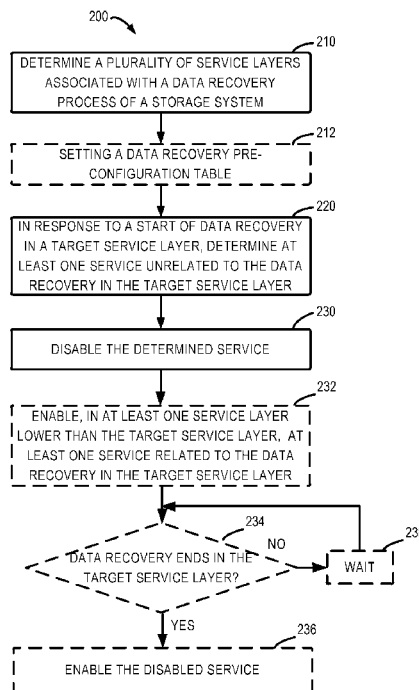 200
210
DETERMINE A PLURALITY OF SERVICE LAYERS
ASSOCIATED WITH A DATA RECOVERY
PROCESS OF A STORAGE SYSTEM
212
SETTING A DATA RECOVERY PRE-
CONFIGURATION TABLE
220
IN RESPONSE TO A START OF DATA RECOVERY
IN A TARGET SERVICE LAYER, DETERMINE AT
LEAST ONE SERVICE UNRELATED TO THE DATA
RECOVERY IN THE TARGET SERVICE LAYER
230
DISABLE THE DETERMINED SERVICE
232
ENABLE, IN AT LEAST ONE SERVICE LAYER
LOWER THAN THE TARGET SERVICE LAYER, AT
LEAST ONE SERVICE RELATED TO THE DATA
RECOVERY IN THE TARGET SERVICE LAYER
234
DATA RECOVERY ENDS IN THE
TARGET SERVICE LAYER?
NO
WAIT
YES
236
ENABLE THE DISABLED SERVICE